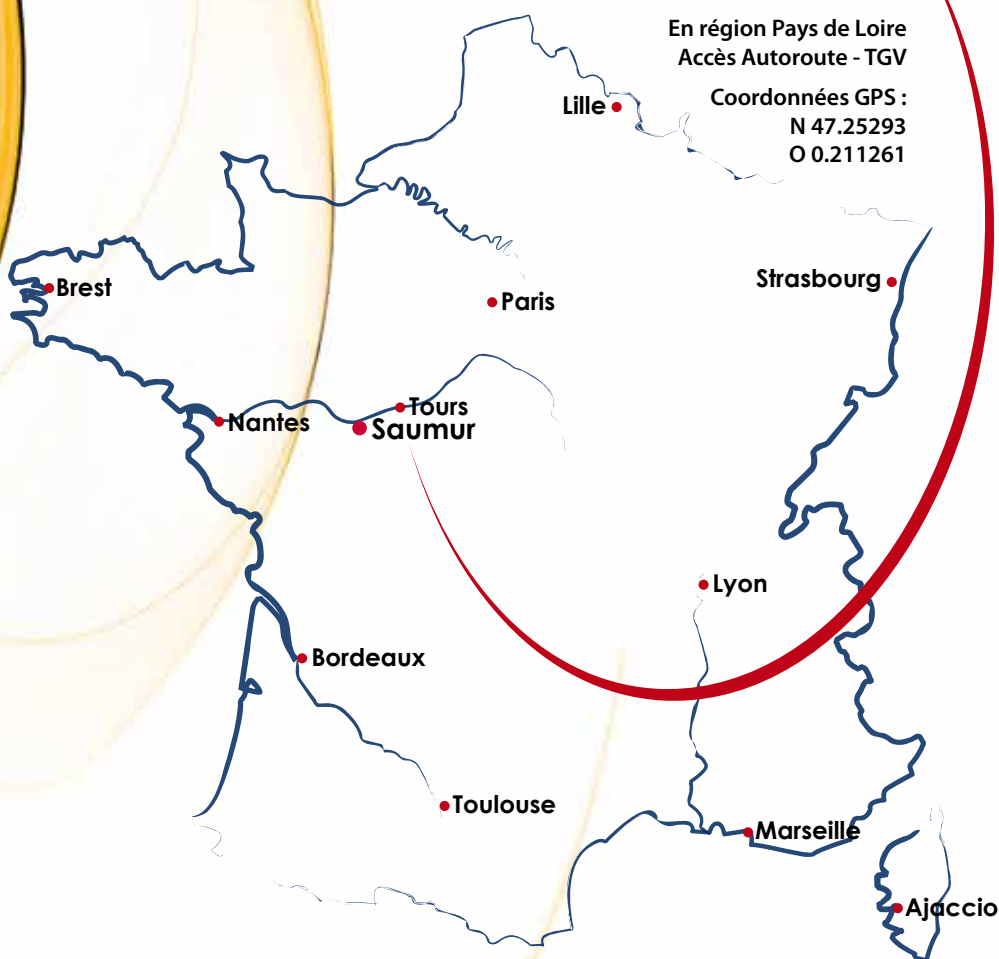 En région Pays de Loire
Accès Autoroute - TGV
Coordonnées GPS :
N 47.25293
O 0.211261
Lille
Brest
Strasbourg
Paris
Tours
Nantes
Saumur
Lyon
Bordeaux
Toulouse
Marseille
Ajaccio